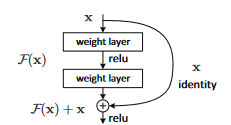 x
weight layer
F(x)
relu
weight layer
x
identity
F(x) + x
+
relu